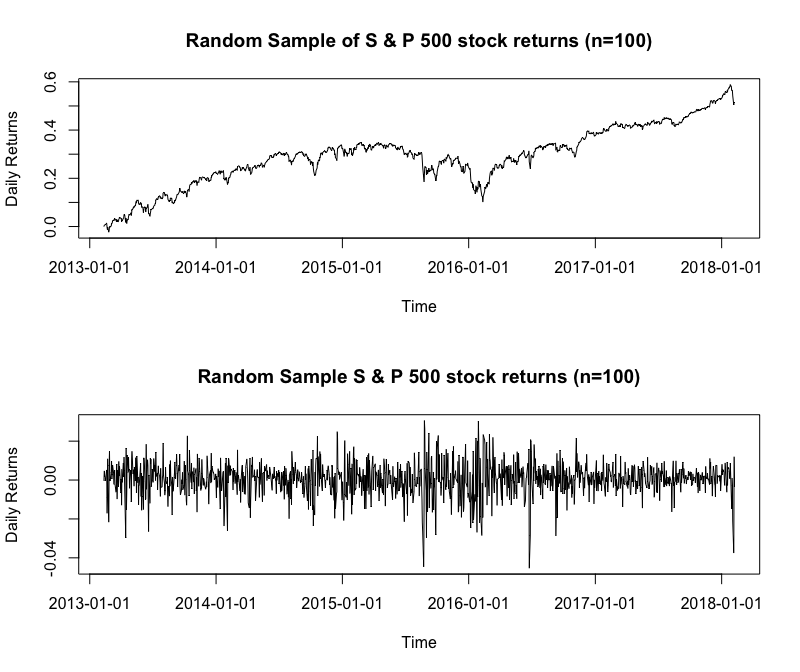 Random Sample of S & P 500 stock returns (n=100)
Daily Returns
0.6
0.4
0.2
0.0
2013-01-01 2014-01-01 2015-01-01 2016-01-01 2017-01-01 2018-01-01
Time
Random Sample S & P 500 stock returns (n=100)
Daily Returns
0.00
-0.04
2013-01-01 2014-01-01 2015-01-01 2016-01-01 2017-01-01 2018-01-01
Time